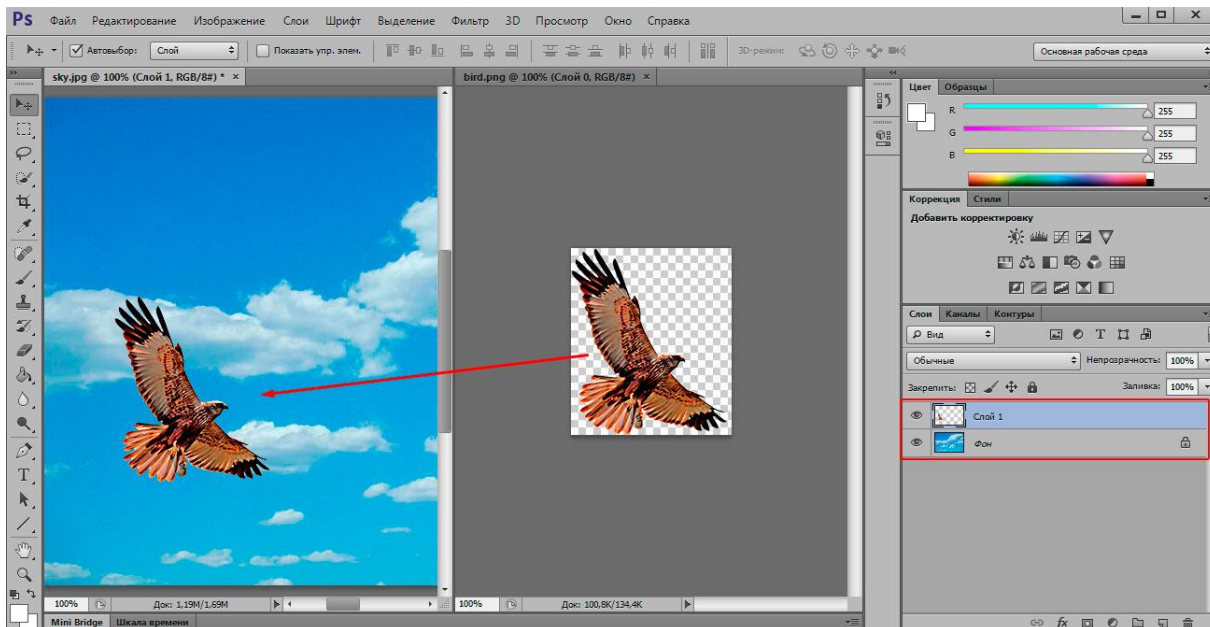 Ps Файл Редактирование Изображение Слои Шрифт Выделение Фильтр 3D Просмотр Окно Справка
Автовыбор: Слой Показать упр. элем. 3D-режим: Основная рабочая среда
sky.jpg @ 100% (Слой 1, RGB/8#) * × bird.png @ 100% (Слой 0, RGB/8#) ×
Цвет Образцы
R 255
G 255
B 255
Коррекция Стили
Добавить корректировку
Слои Каналы Контуры
Вид
Обычные Непрозрачность: 100%
Закрепить: Заливка: 100%
Слой 1
Фон
100% Док: 1,19M/1,69M 100% Док: 100,8K/134,4K
Mini Bridge Шкала времени